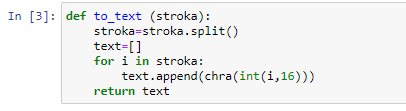 In [3]: def to_text (stroka):
stroka=stroka.split()
text=[]
for i in stroka:
text.append(chra(int(i,16)))
return text